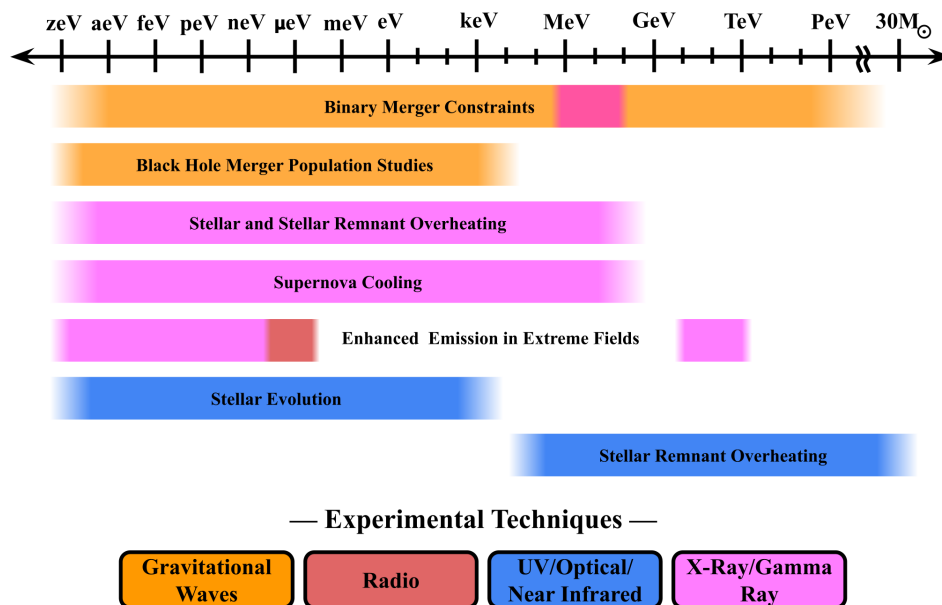 zeV aeV feV peV neV μeV meV eV keV MeV GeV TeV PeV 30M☉
Binary Merger Constraints
Black Hole Merger Population Studies
Stellar and Stellar Remnant Overheating
Supernova Cooling
Enhanced Emission in Extreme Fields
Stellar Evolution
Stellar Remnant Overheating
— Experimental Techniques —
Gravitational
Waves
Radio
UV/Optical/
Near Infrared
X-Ray/Gamma
Ray